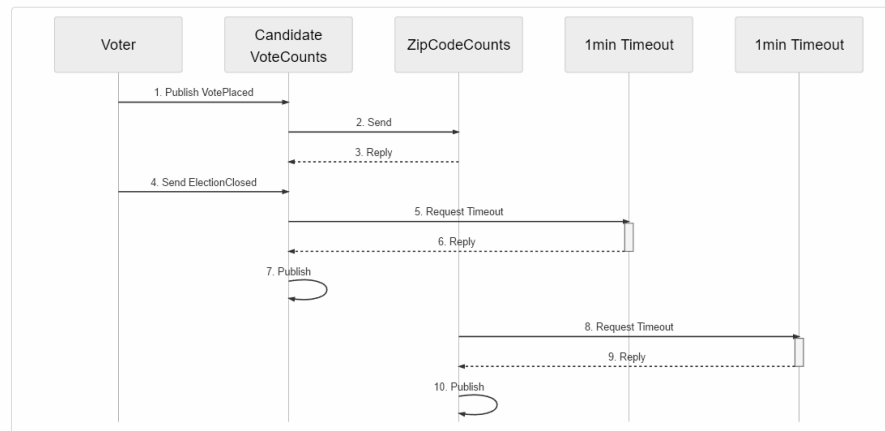 Voter
Candidate
VoteCounts
ZipCodeCounts
1min Timeout
1min Timeout
1. Publish VotePlaced
2. Send
3. Reply
4. Send ElectionClosed
5. Request Timeout
6. Reply
7. Publish
8. Request Timeout
9. Reply
10. Publish